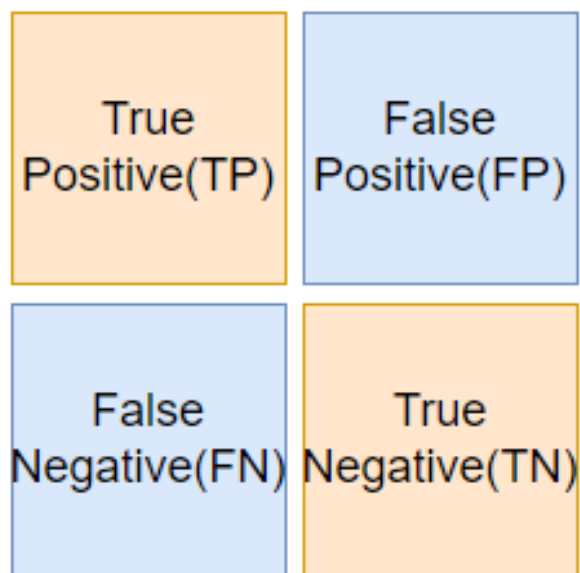 True
Positive(TP)
False
Positive(FP)
False
Negative(FN)
True
Negative(TN)